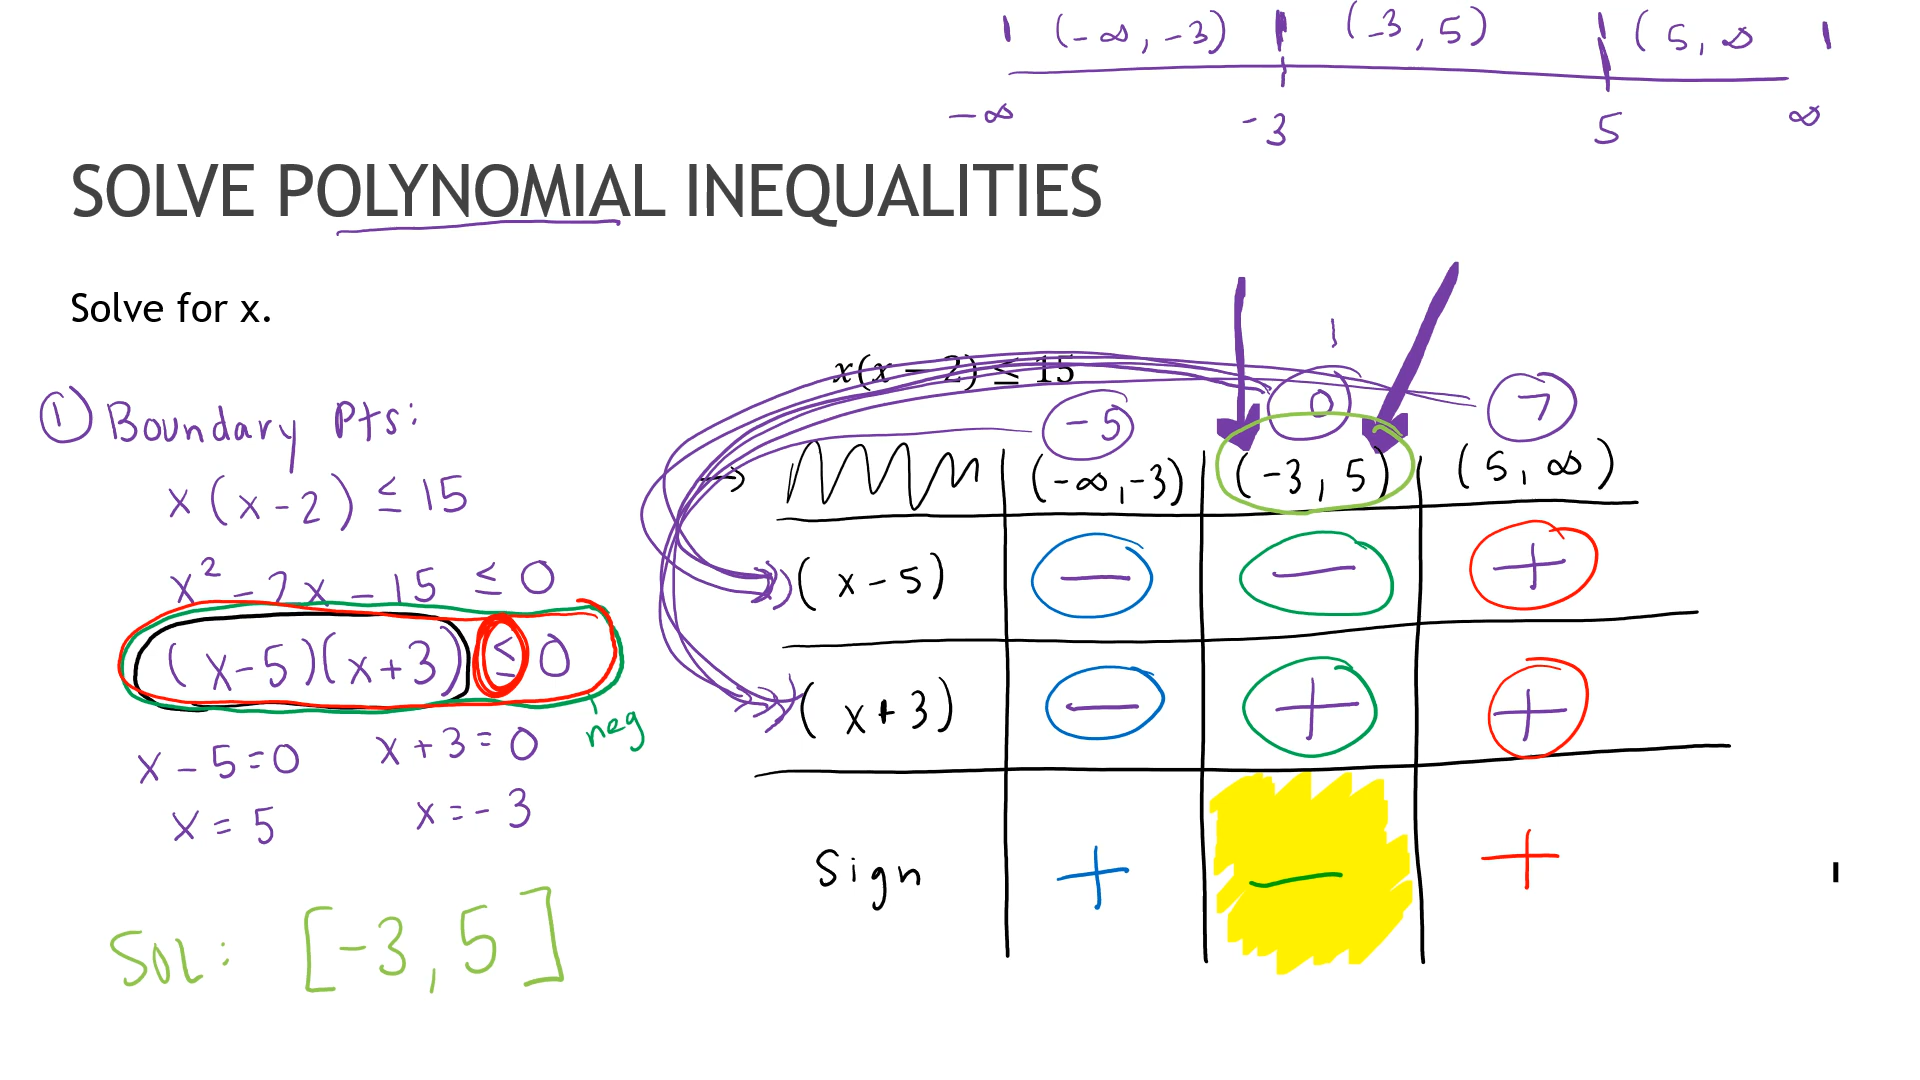 (-∞, -3) (-3, 5) (5, ∞
-∞ -3 5 ∞
SOLVE POLYNOMIAL INEQUALITIES
Solve for x.
x(x − 2) ≤ 15
① Boundary Pts:
x(x-2) ≤ 15
x² - 2x - 15 ≤ 0
(x-5)(x+3) ≤ 0
neg
x - 5 = 0 x + 3 = 0
x = 5 x = -3
SOL: [-3, 5]
-5 0 7
(-∞, -3) (-3, 5) (5, ∞)
(x - 5) − − +
(x + 3) − + +
Sign + − +